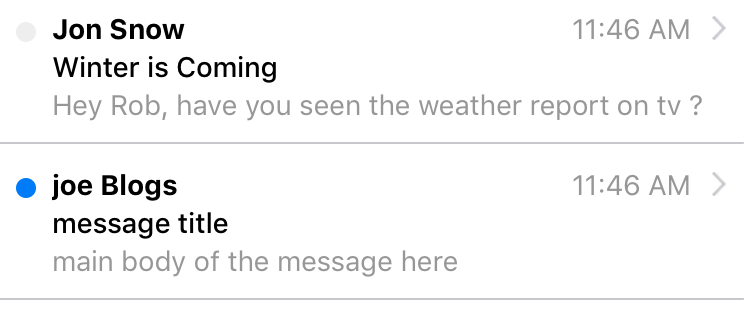 Jon Snow 11:46 AM
Winter is Coming
Hey Rob, have you seen the weather report on tv ?
joe Blogs 11:46 AM
message title
main body of the message here